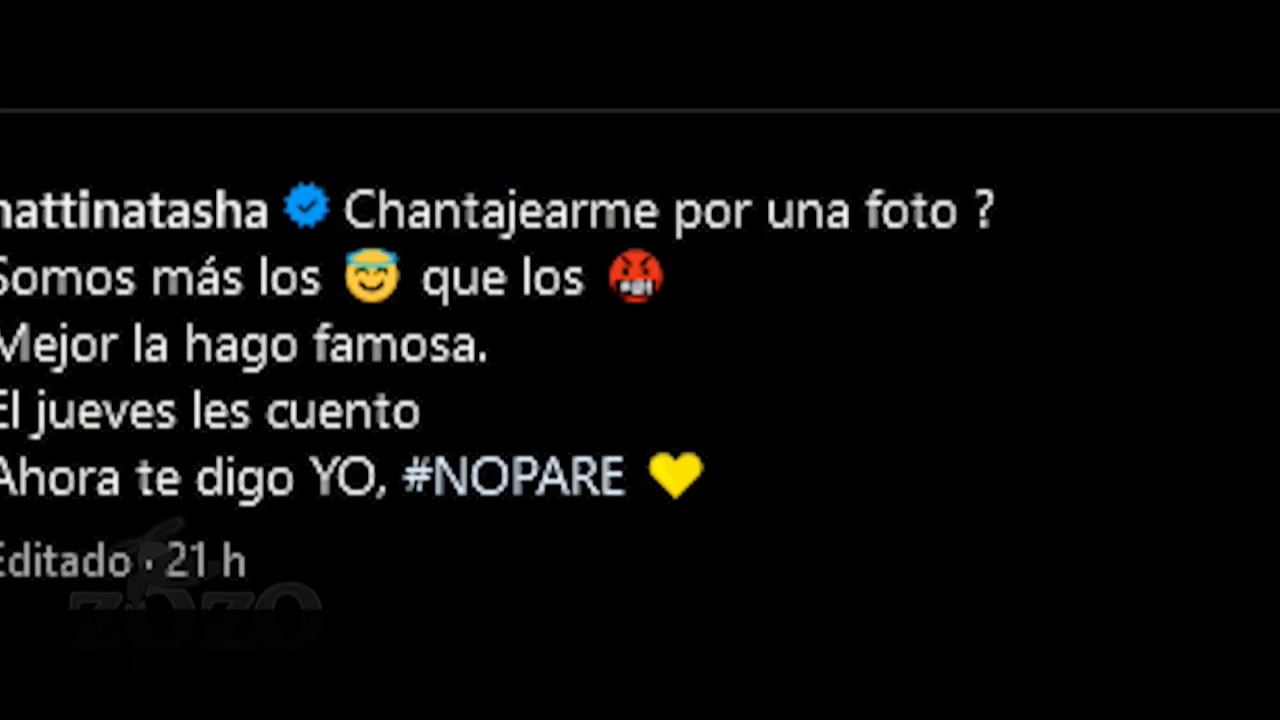 nattinatasha Chantajearme por una foto ?
Somos más los 😇 que los 🤬
Mejor la hago famosa.
El jueves les cuento
Ahora te digo YO, #NOPARE 💛
Editado · 21 h
zozo